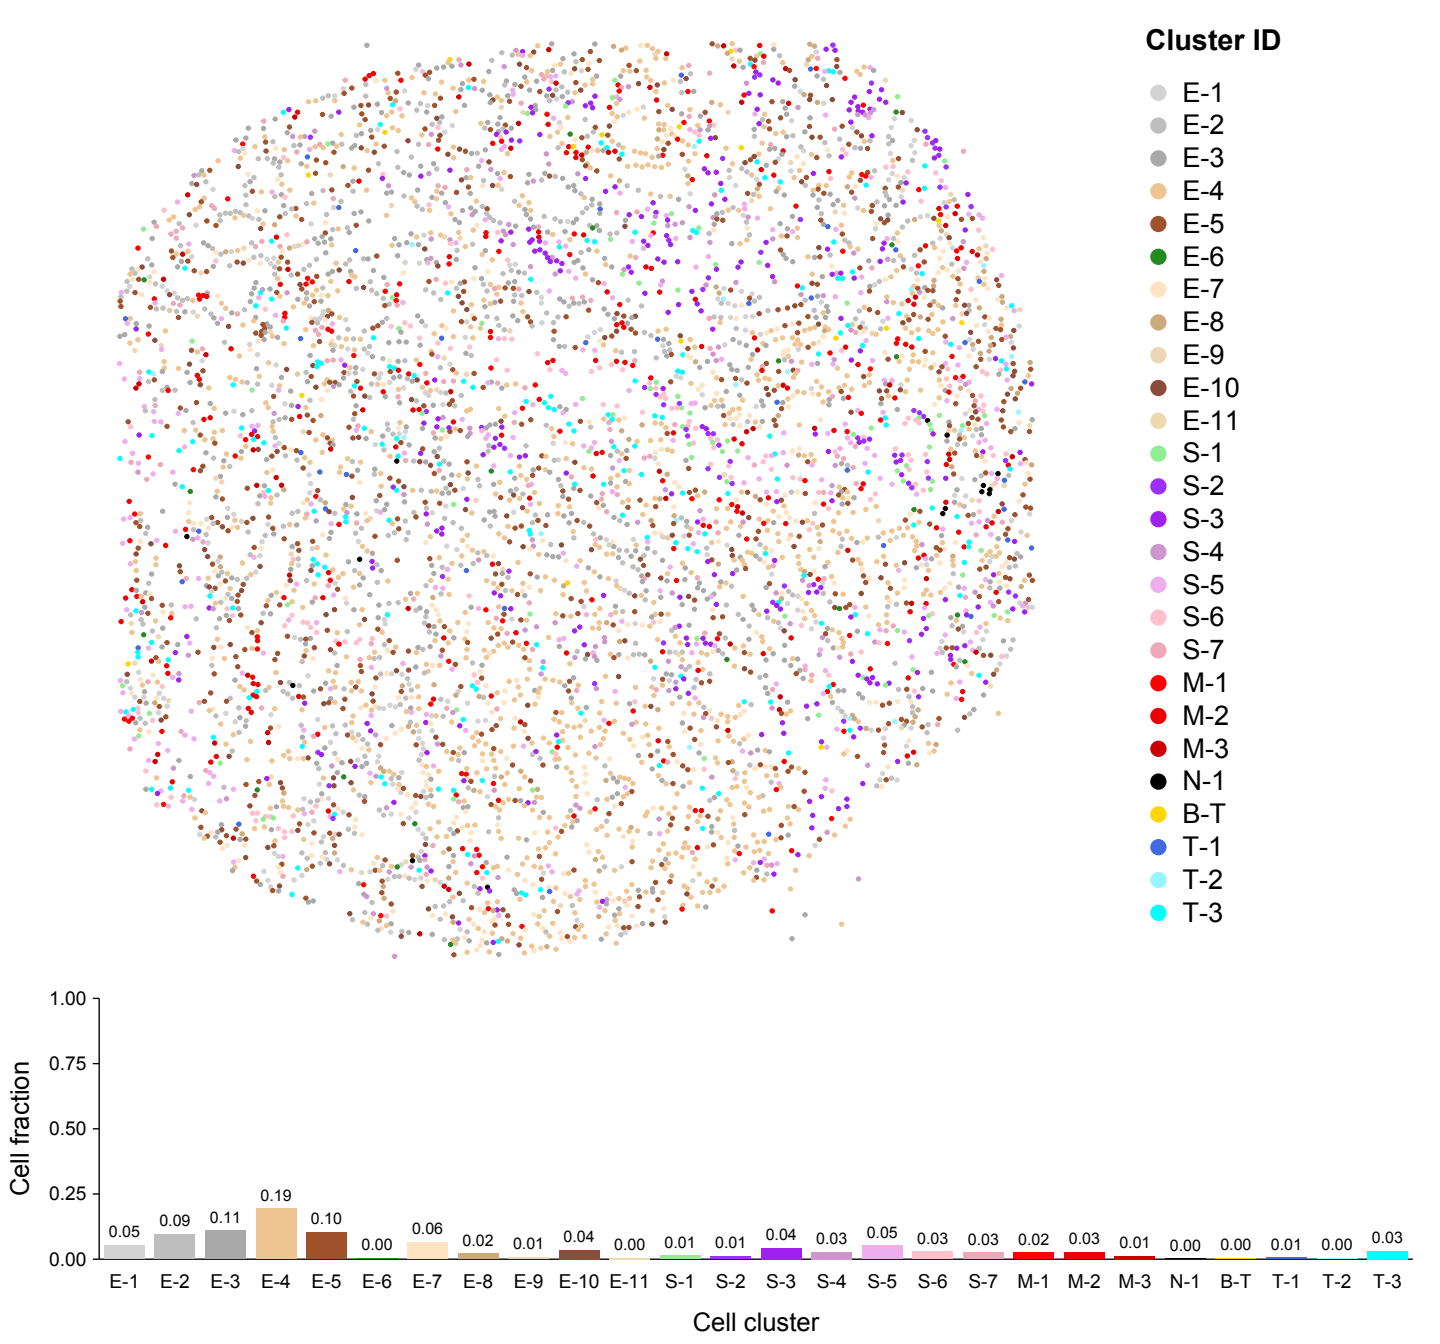 Cluster ID
E-1
E-2
E-3
E-4
E-5
E-6
E-7
E-8
E-9
E-10
E-11
S-1
S-2
S-3
S-4
S-5
S-6
S-7
M-1
M-2
M-3
N-1
B-T
T-1
T-2
T-3
1.00
0.75
0.50
0.25
0.00
Cell fraction
0.05 0.09 0.11 0.19 0.10 0.00 0.06 0.02 0.01 0.04 0.00 0.01 0.01 0.04 0.03 0.05 0.03 0.03 0.02 0.03 0.01 0.00 0.00 0.01 0.00 0.03
E-1 E-2 E-3 E-4 E-5 E-6 E-7 E-8 E-9 E-10 E-11 S-1 S-2 S-3 S-4 S-5 S-6 S-7 M-1 M-2 M-3 N-1 B-T T-1 T-2 T-3
Cell cluster